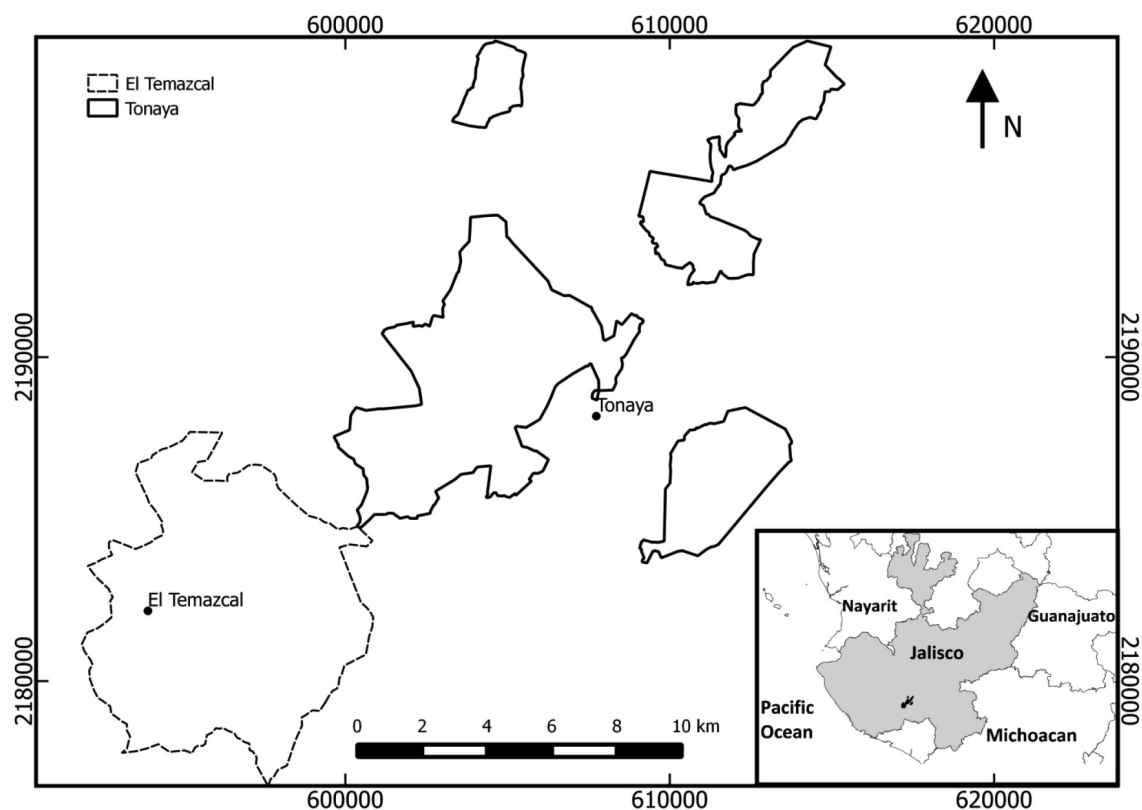 600000 610000 620000
El Temazcal
Tonaya
N
2190000 2190000
Tonaya
El Temazcal
2180000 2180000
0 2 4 6 8 10 km
Nayarit
Guanajuato
Jalisco
Pacific
Ocean
Michoacan
600000 610000 620000